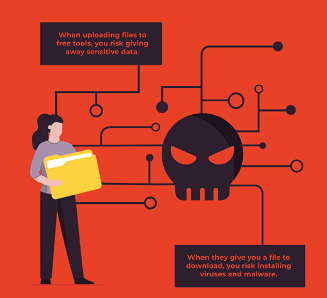 When uploading files to
free tools, you risk giving
away sensitive data.
When they give you a file to
download, you risk installing
viruses and malware.